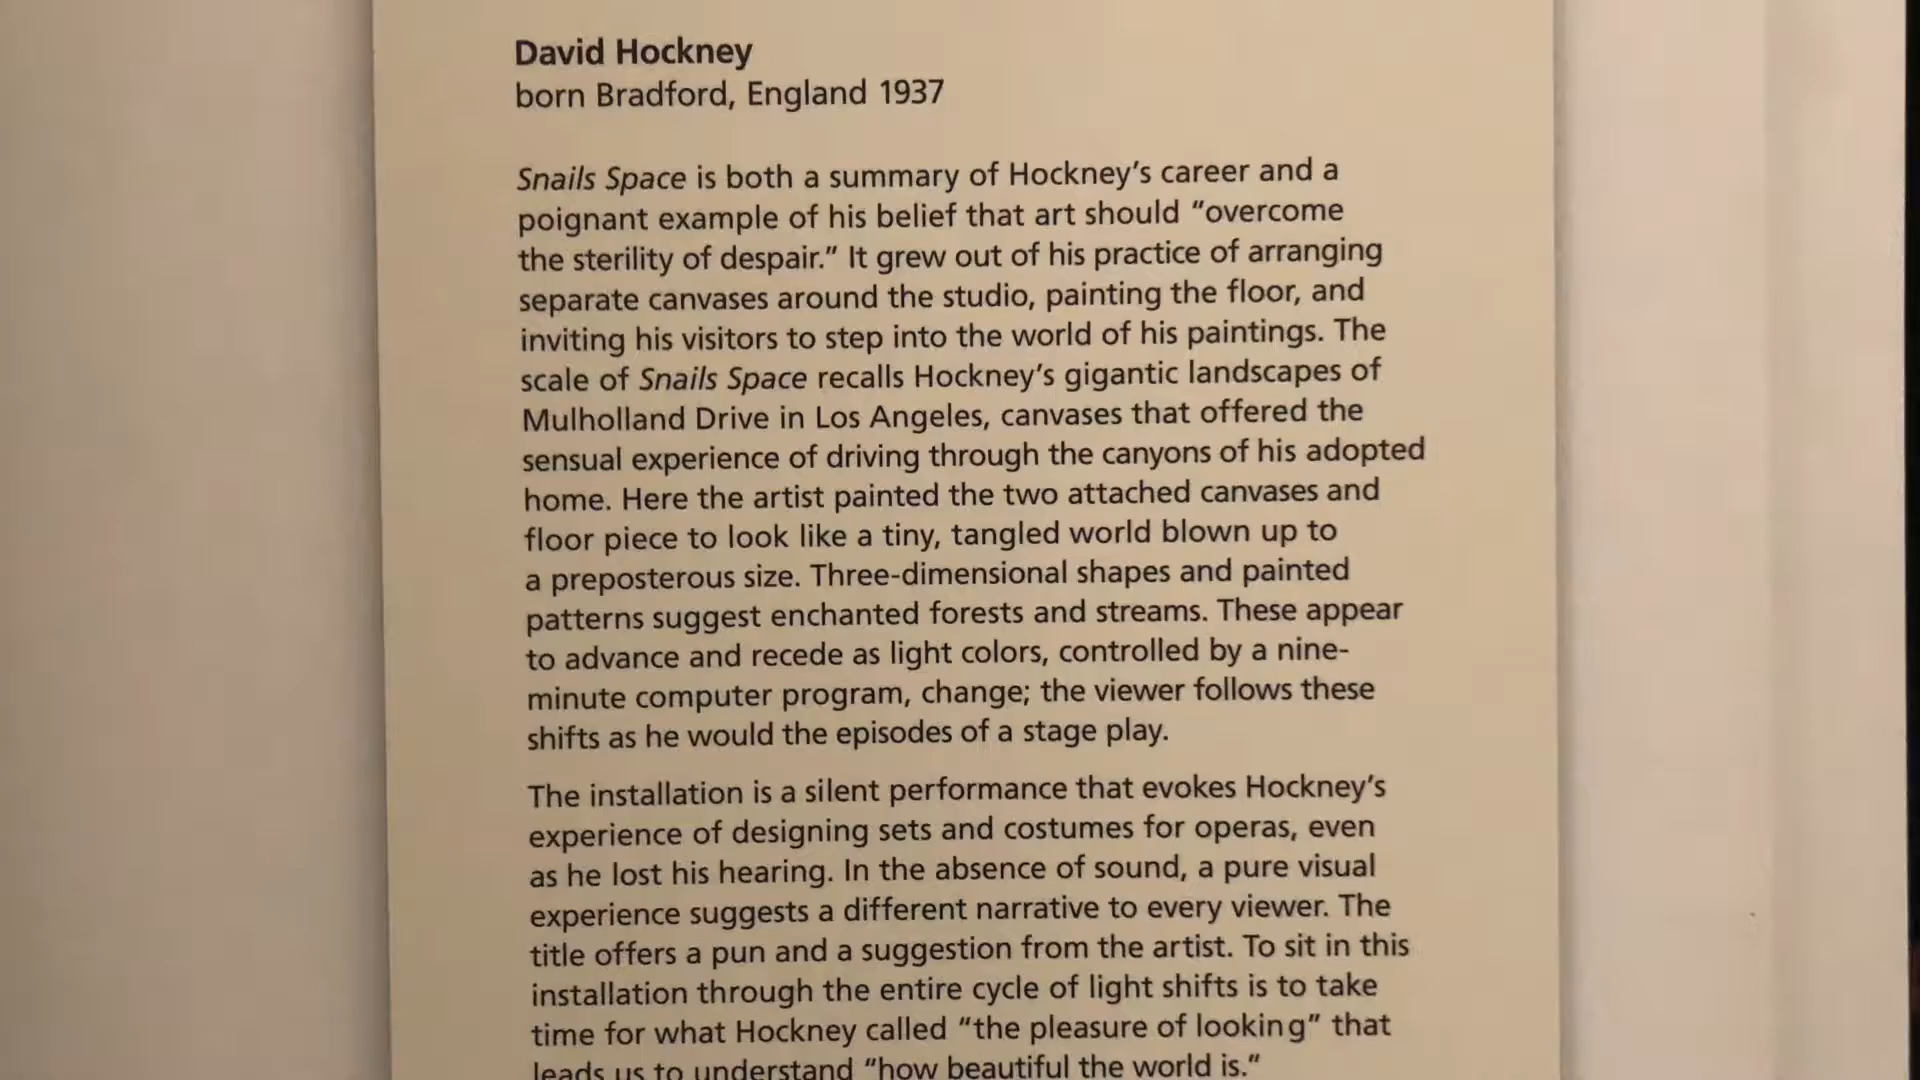 David Hockney
born Bradford, England 1937
Snails Space is both a summary of Hockney’s career and a
poignant example of his belief that art should “overcome
the sterility of despair.” It grew out of his practice of arranging
separate canvases around the studio, painting the floor, and
inviting his visitors to step into the world of his paintings. The
scale of Snails Space recalls Hockney’s gigantic landscapes of
Mulholland Drive in Los Angeles, canvases that offered the
sensual experience of driving through the canyons of his adopted
home. Here the artist painted the two attached canvases and
floor piece to look like a tiny, tangled world blown up to
a preposterous size. Three-dimensional shapes and painted
patterns suggest enchanted forests and streams. These appear
to advance and recede as light colors, controlled by a nine-
minute computer program, change; the viewer follows these
shifts as he would the episodes of a stage play.
The installation is a silent performance that evokes Hockney’s
experience of designing sets and costumes for operas, even
as he lost his hearing. In the absence of sound, a pure visual
experience suggests a different narrative to every viewer. The
title offers a pun and a suggestion from the artist. To sit in this
installation through the entire cycle of light shifts is to take
time for what Hockney called “the pleasure of looking” that
leads us to understand “how beautiful the world is.”